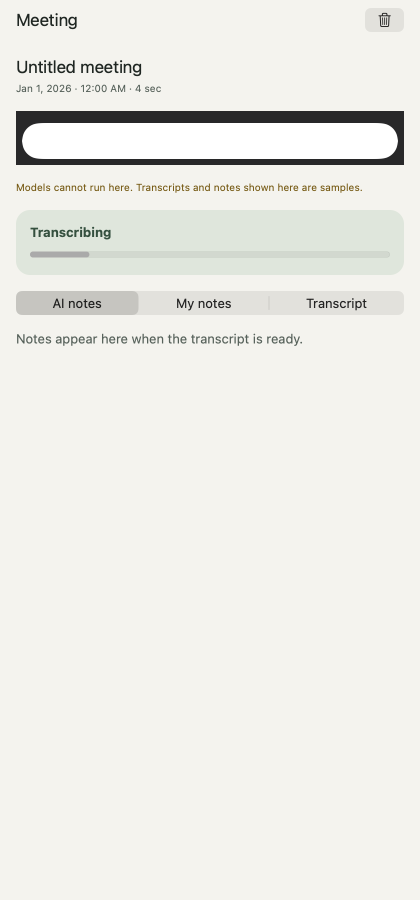 Meeting
Untitled meeting
Jan 1, 2026 · 12:00 AM · 4 sec
Models cannot run here. Transcripts and notes shown here are samples.
Transcribing
AI notes
My notes
Transcript
Notes appear here when the transcript is ready.